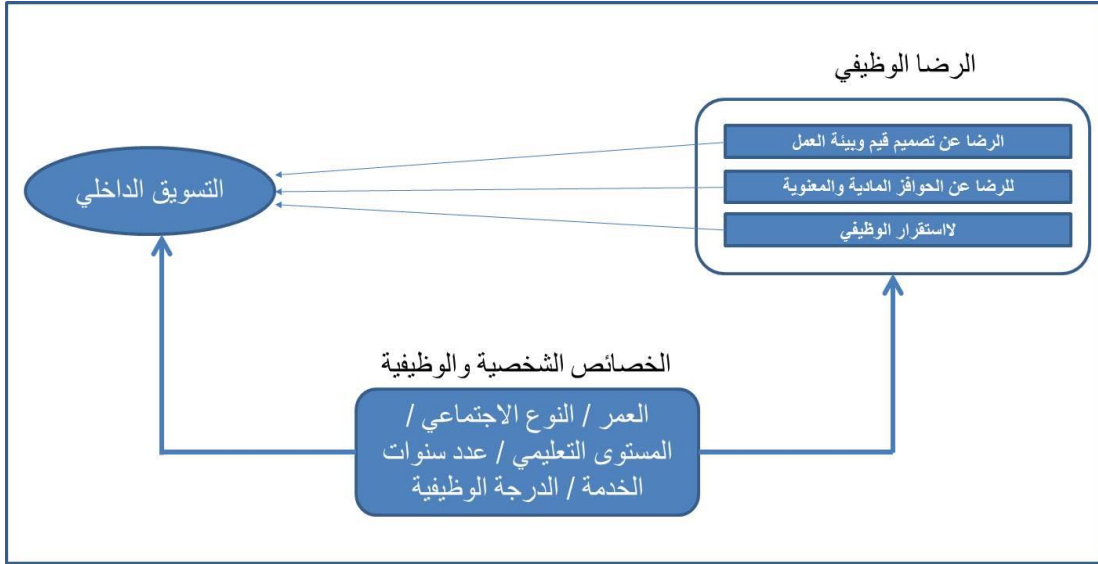 الرضا الوظيفي
الرضا عن تصميم قيم وبيئة العمل
للرضا عن الحوافز المادية والمعنوية
لااستقرار الوظيفي
التسويق الداخلي
الخصائص الشخصية والوظيفية
العمر / النوع الاجتماعي /
المستوى التعليمي / عدد سنوات
الخدمة / الدرجة الوظيفية